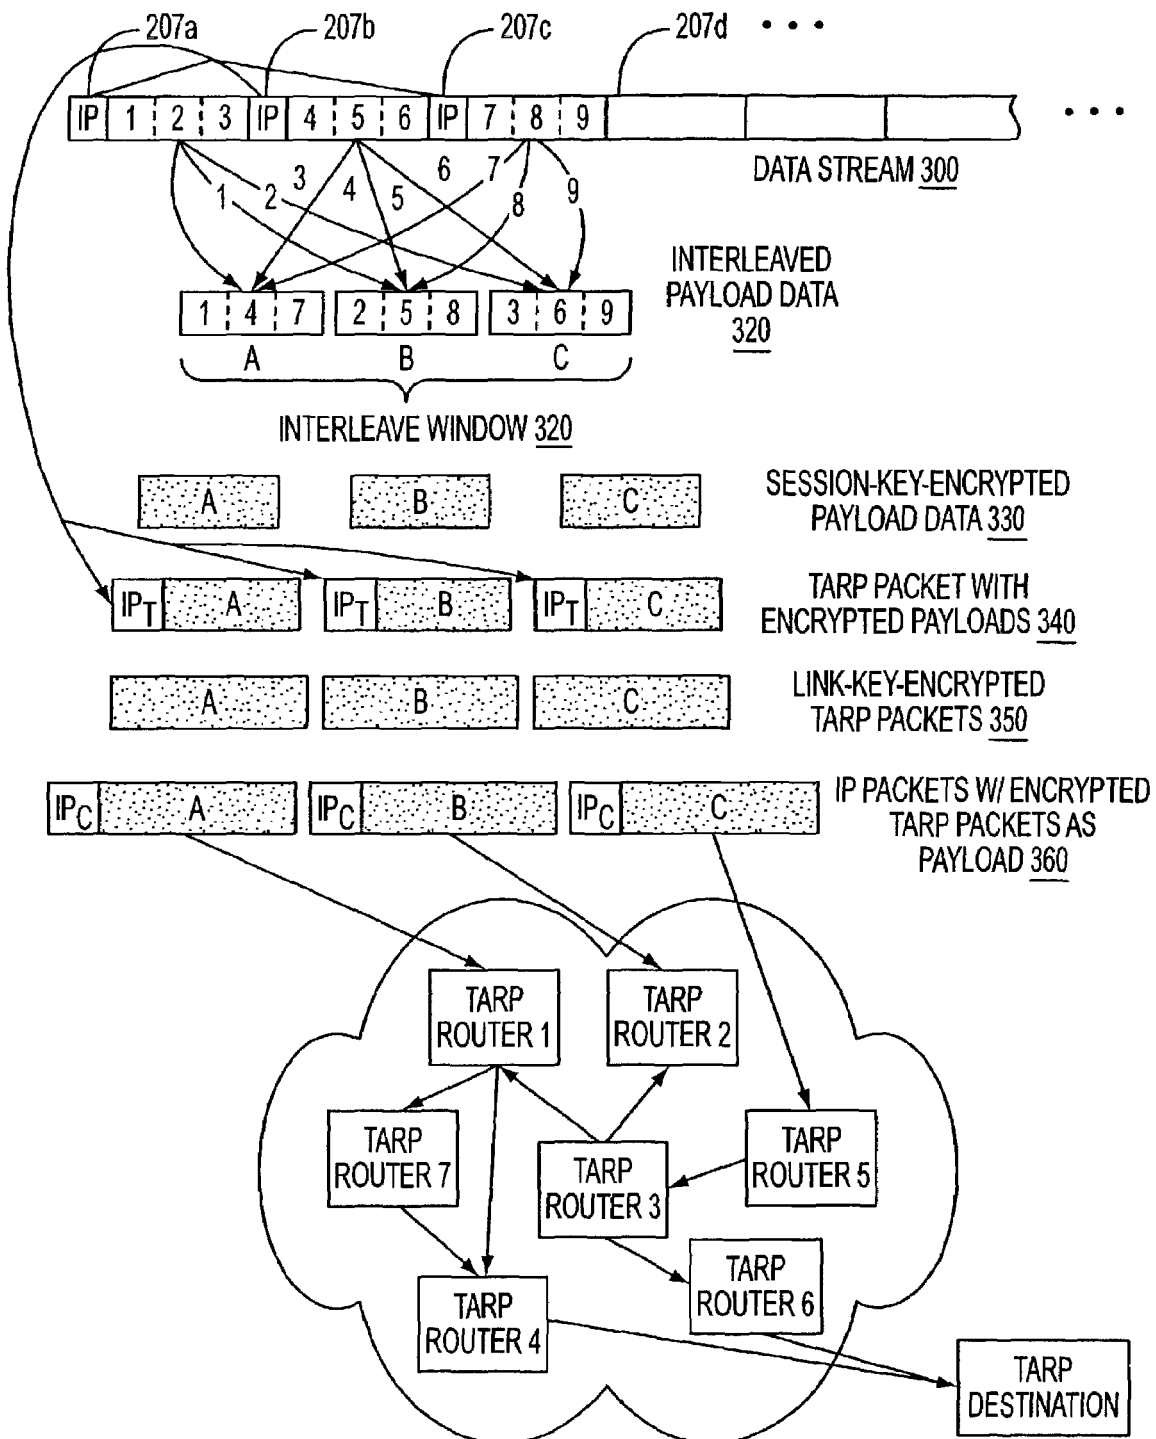 207a 207b 207c 207d • • •
IP 1 2 3 IP 4 5 6 IP 7 8 9 • • •
DATA STREAM 300
1 2 3 4 5 6 7 8 9
INTERLEAVED
PAYLOAD DATA
320
1 4 7 2 5 8 3 6 9
A B C
INTERLEAVE WINDOW 320
A B C
SESSION-KEY-ENCRYPTED
PAYLOAD DATA 330
IPT A IPT B IPT C
TARP PACKET WITH
ENCRYPTED PAYLOADS 340
A B C
LINK-KEY-ENCRYPTED
TARP PACKETS 350
IPC A IPC B IPC C
IP PACKETS W/ ENCRYPTED
TARP PACKETS AS
PAYLOAD 360
TARP
ROUTER 1
TARP
ROUTER 2
TARP
ROUTER 7
TARP
ROUTER 3
TARP
ROUTER 5
TARP
ROUTER 4
TARP
ROUTER 6
TARP
DESTINATION